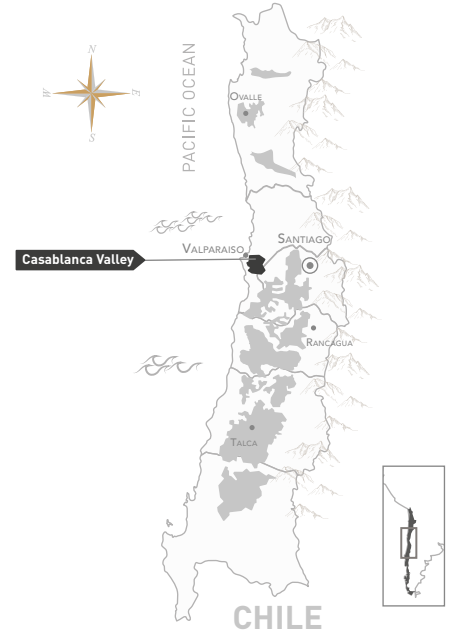 N
W
E
S
PACIFIC OCEAN
OVALLE
VALPARAISO
SANTIAGO
Casablanca Valley
RANCAGUA
TALCA
CHILE